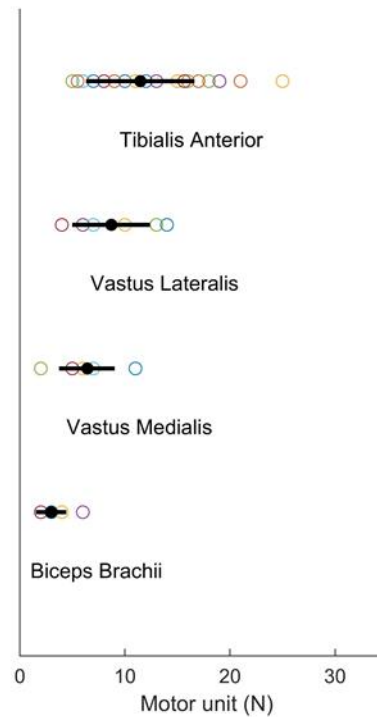 Tibialis Anterior
Vastus Lateralis
Vastus Medialis
Biceps Brachii
0 10 20 30
Motor unit (N)